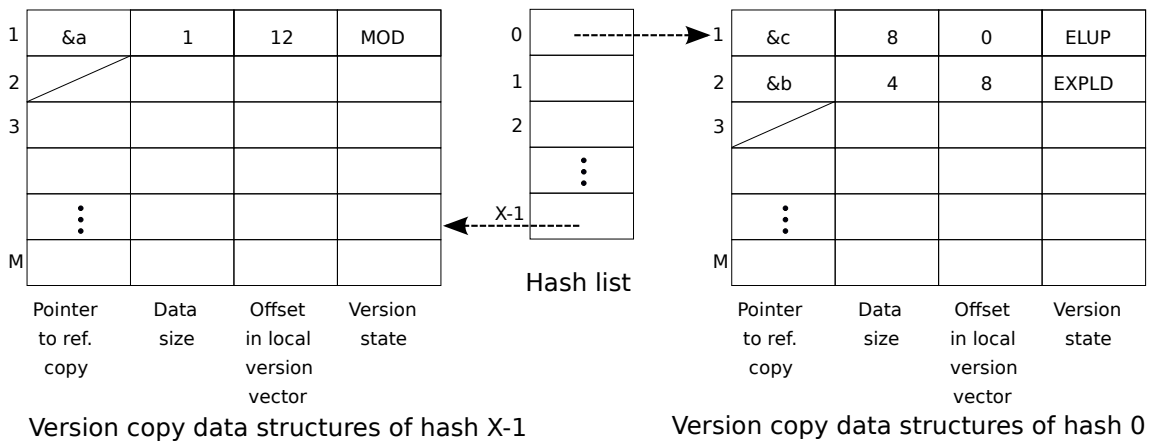 1 &a 1 12 MOD
2
3
M
Pointer to ref. copy
Data size
Offset in local version vector
Version state
Version copy data structures of hash X-1
0
1
2
X-1
Hash list
1 &c 8 0 ELUP
2 &b 4 8 EXPLD
3
M
Pointer to ref. copy
Data size
Offset in local version vector
Version state
Version copy data structures of hash 0